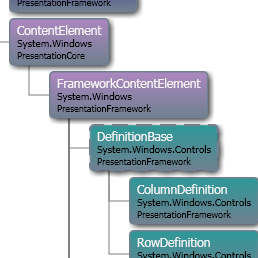 PresentationFramework
ContentElement
System.Windows
PresentationCore
FrameworkContentElement
System.Windows
PresentationFramework
DefinitionBase
System.Windows.Controls
PresentationFramework
ColumnDefinition
System.Windows.Controls
PresentationFramework
RowDefinition
System.Windows.Controls